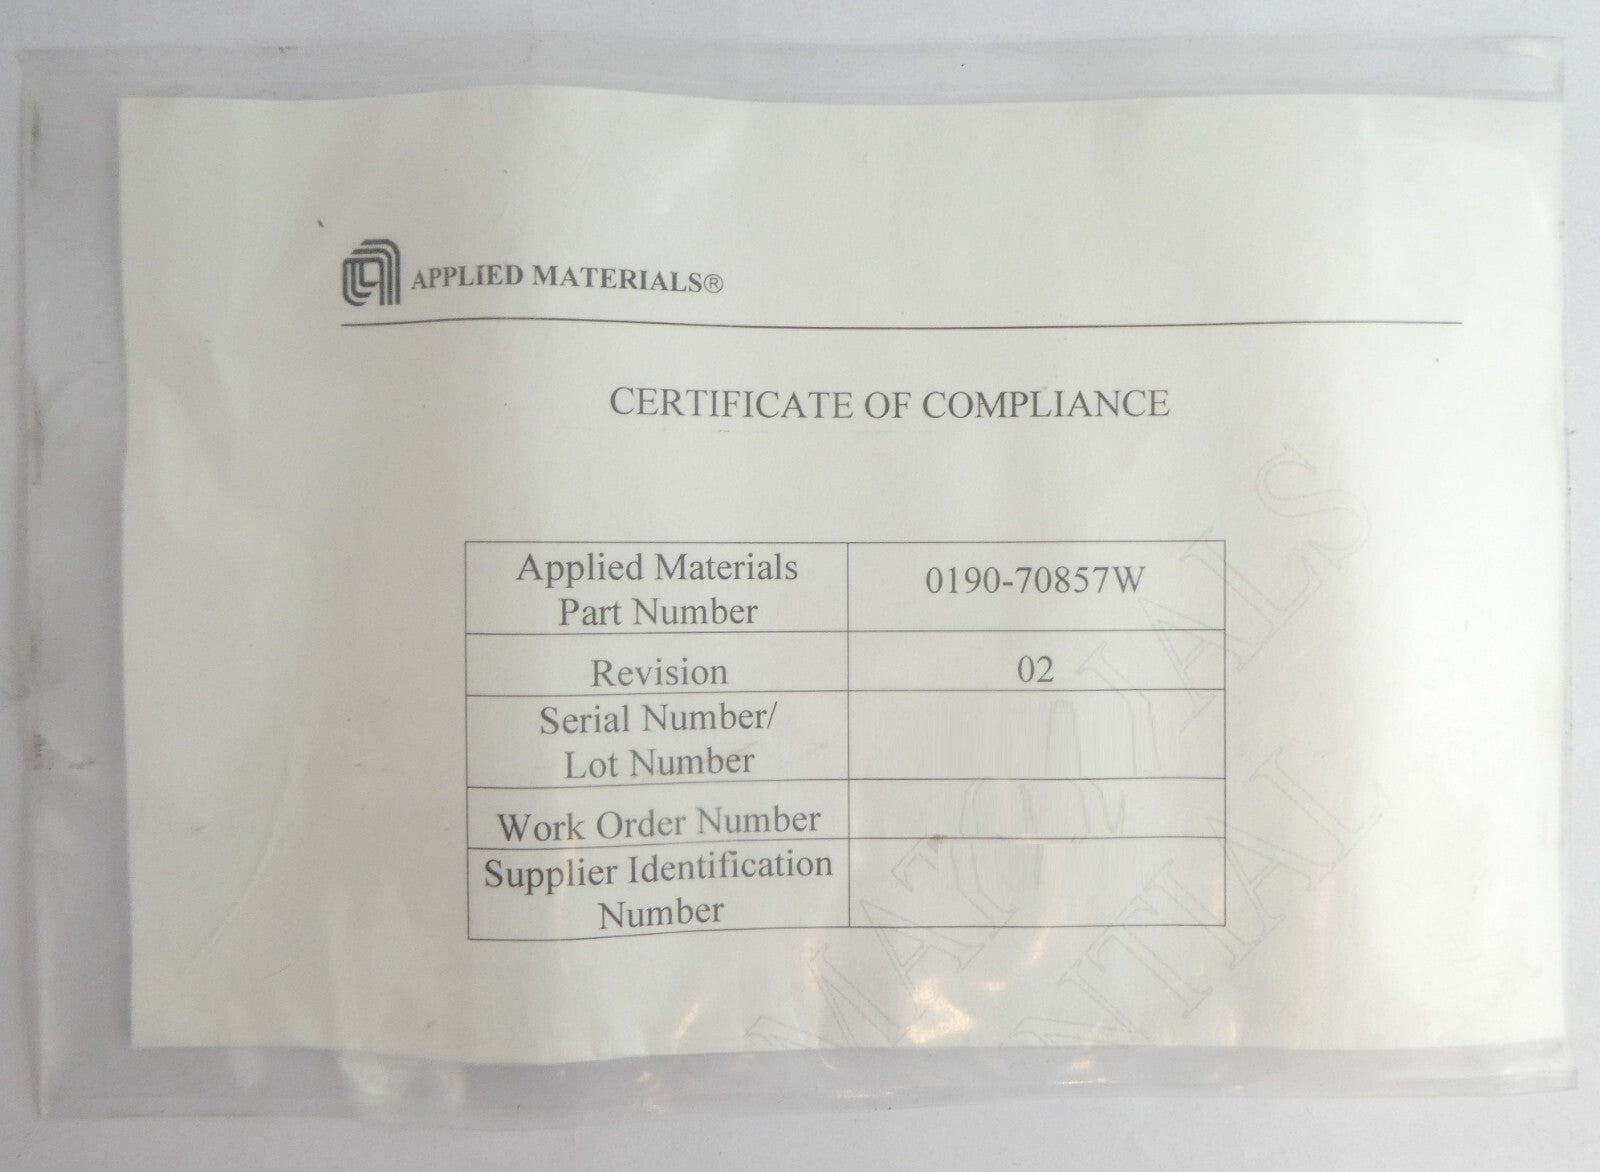 APPLIED MATERIALS®
CERTIFICATE OF COMPLIANCE
Applied Materials
Part Number
0190-70857W
Revision
02
Serial Number/
Lot Number
Work Order Number
Supplier Identification
Number